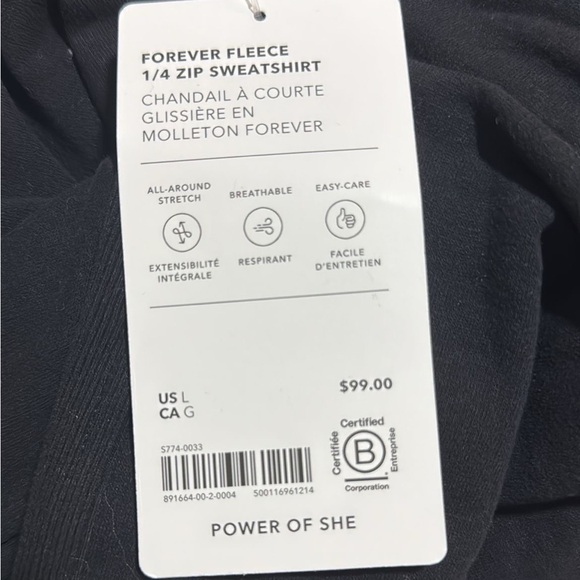 FOREVER FLEECE
1/4 ZIP SWEATSHIRT
CHANDAIL À COURTE
GLISSIÈRE EN
MOLLETON FOREVER
ALL-AROUND
STRETCH
EXTENSIBILITÉ
INTÉGRALE
BREATHABLE
RESPIRANT
EASY-CARE
FACILE
D'ENTRETIEN
US L
CA G
$99.00
S774-0033
891664-00-2-0004 500116961214
Certified
Certifiée
B
Entreprise
Corporation
POWER OF SHE